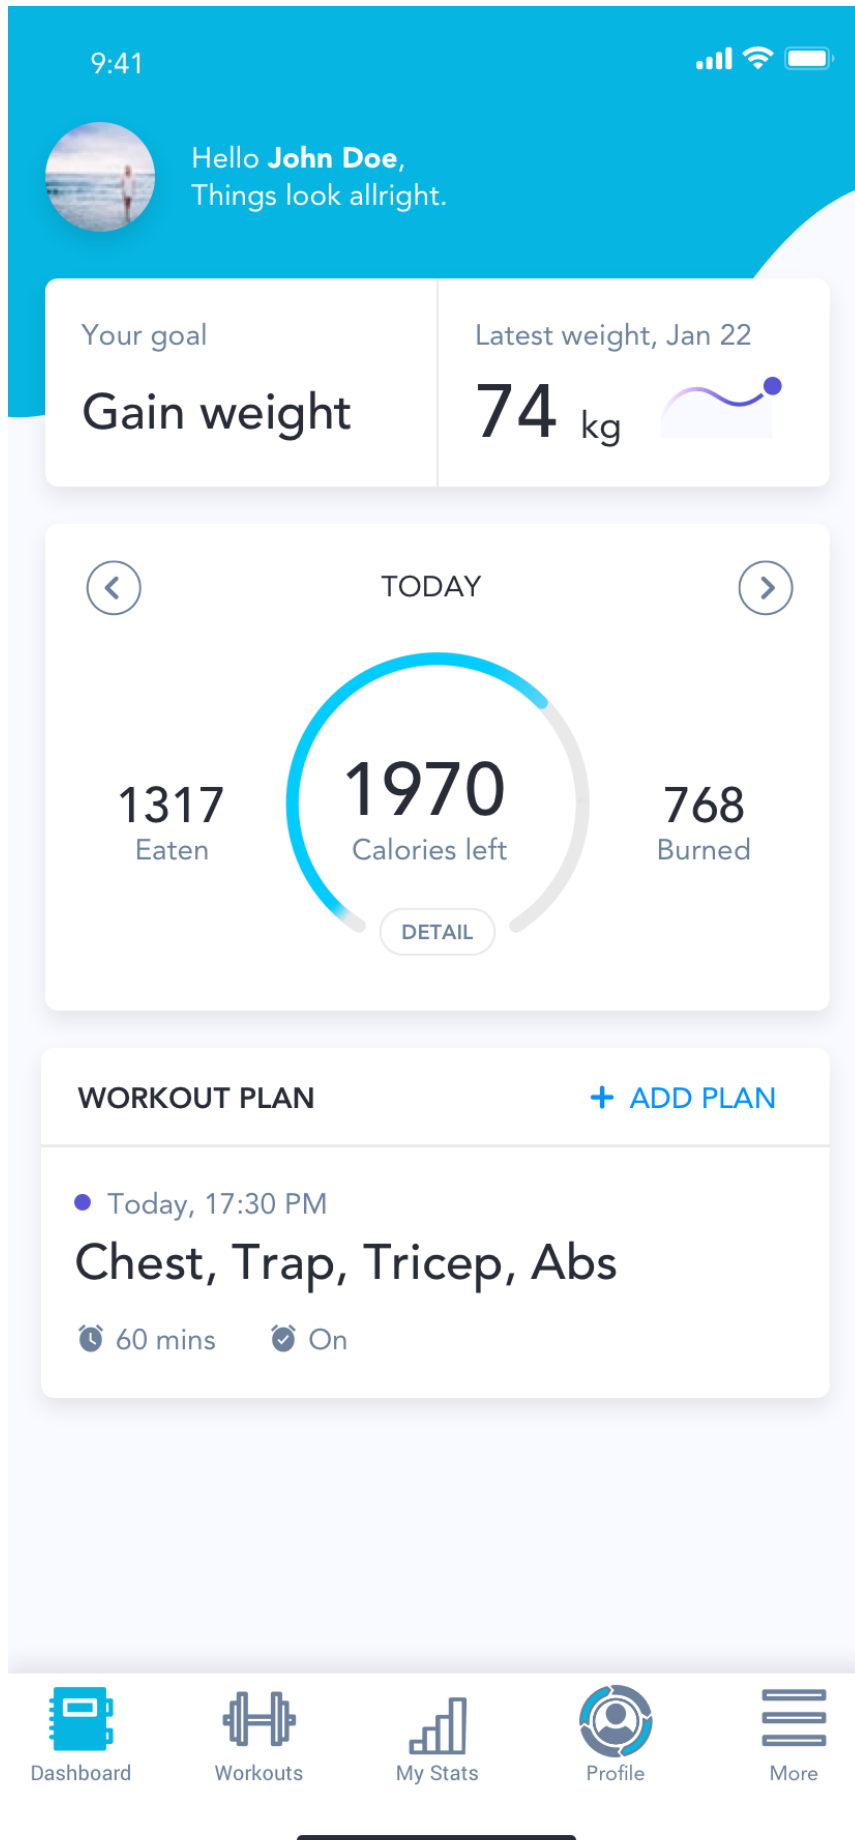 9:41
Hello John Doe,
Things look allright.
Your goal
Gain weight
Latest weight, Jan 22
74 kg
TODAY
1317
Eaten
1970
Calories left
768
Burned
DETAIL
WORKOUT PLAN
+ ADD PLAN
Today, 17:30 PM
Chest, Trap, Tricep, Abs
60 mins
On
Dashboard
Workouts
My Stats
Profile
More